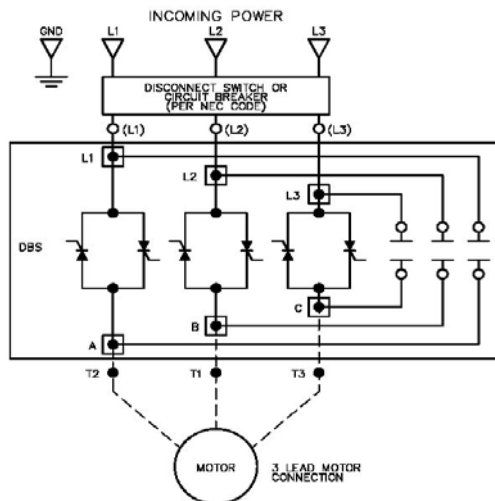 INCOMING POWER
GND L1 L2 L3
DISCONNECT SWITCH OR
CIRCUIT BREAKER
(PER NEC CODE)
(L1) (L2) (L3)
L1
L2
L3
DBS
C
B
A
T2 T1 T3
MOTOR
3 LEAD MOTOR
CONNECTION